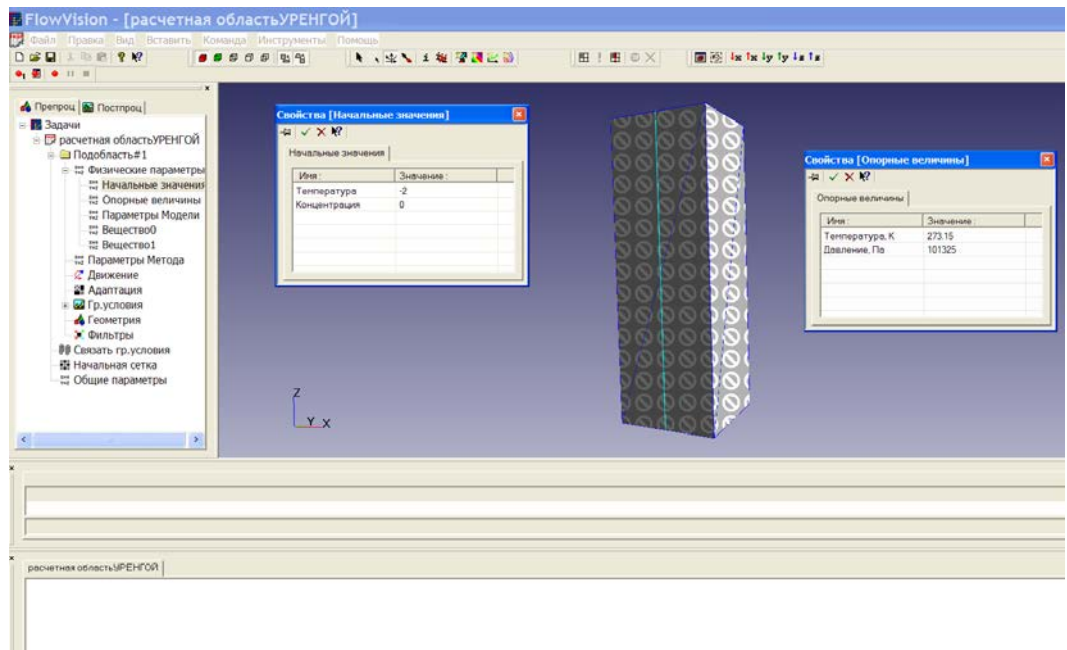 FlowVision - [расчетная областьУРЕНГОЙ]
Файл Правка Вид Вставить Команда Инструменты Помощь
Препроц Постпроц
Задачи
расчетная областьУРЕНГОЙ
Подобласть#1
Физические параметры
Начальные значения
Опорные величины
Параметры Модели
Вещество0
Вещество1
Параметры Метода
Движение
Адаптация
Гр.условия
Геометрия
Фильтры
Связать гр.условия
Начальная сетка
Общие параметры
Свойства [Начальные значения]
Начальные значения
Имя : Значение :
Температура -2
Концентрация 0
Свойства [Опорные величины]
Опорные величины
Имя : Значение :
Температура, К 273.15
Давление, Па 101325
Z
Y X
расчетная областьУРЕНГОЙ